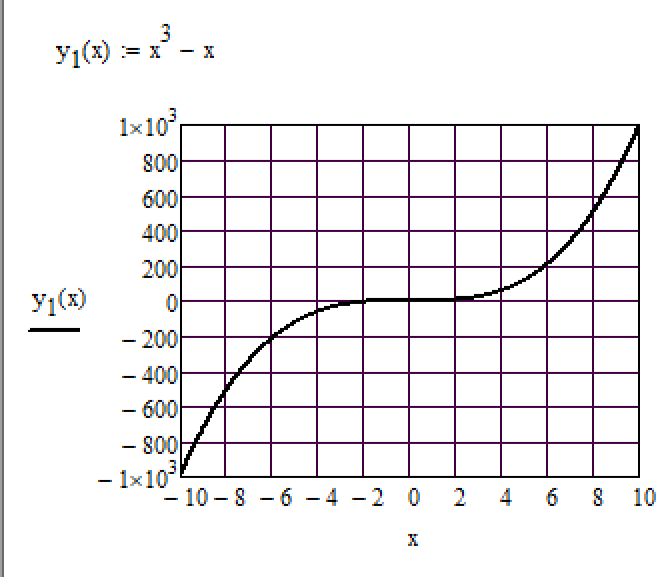 y₁(x) := x³ − x
1×10³
800
600
400
200
y₁(x)
0
− 200
− 400
− 600
− 800
− 1×10³
− 10 − 8 − 6 − 4 − 2 0 2 4 6 8 10
x